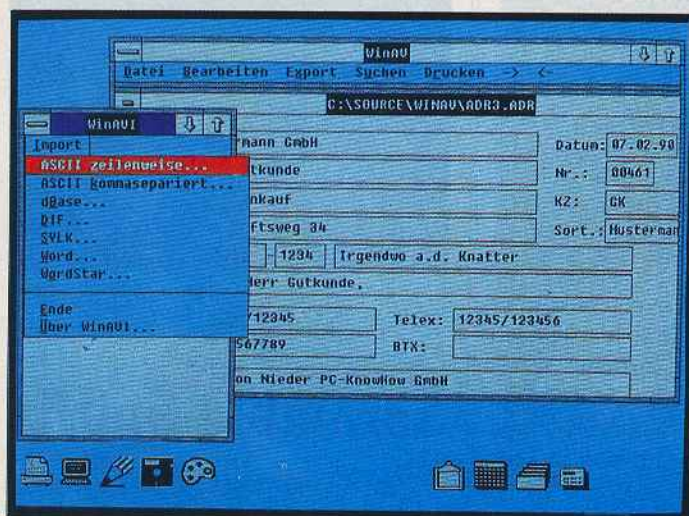 WinAV
Datei Bearbeiten Export Suchen Drucken -> <-
C:\SOURCE\WINAV\ADR3.ADR
mann GmbH
Datum: 07.02.90
tkunde
Nr.: 00461
nkauf
KZ: GK
ftsweg 34
Sort.: Musterman
1234 Irgendwo a.d. Knatter
err Gutkunde,
/12345
Telex: 12345/123456
567789
BTX:
on Nieder PC-KnowHow GmbH
WinAVI
Import
ASCII zeilenweise...
ASCII kommasepariert...
dBase...
DIF...
SYLK...
Word...
WordStar...
Ende
Über WinAVI...